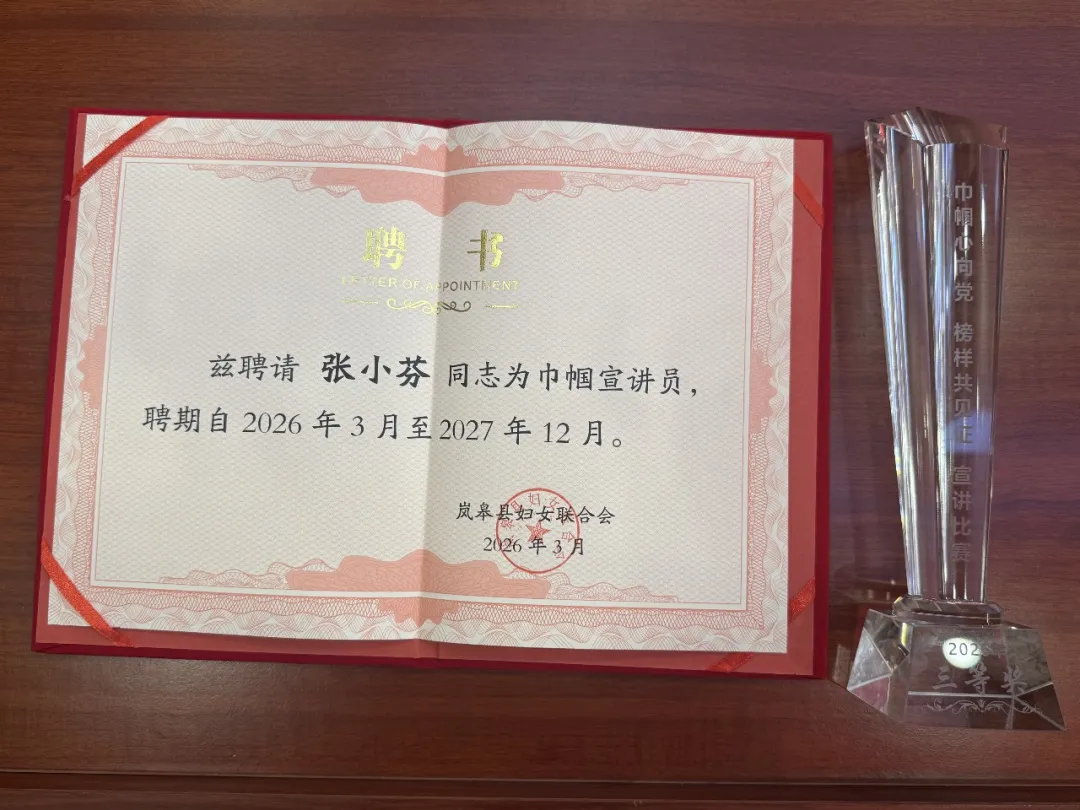 聘 书
LETTER OF APPOINTMENT
兹聘请 张小芬 同志为巾帼宣讲员，
聘期自 2026 年 3 月至 2027 年 12 月。
岚皋县妇女联合会
2026 年 3 月
巾帼心向党 榜样共见证 宣讲比赛
202
三等奖